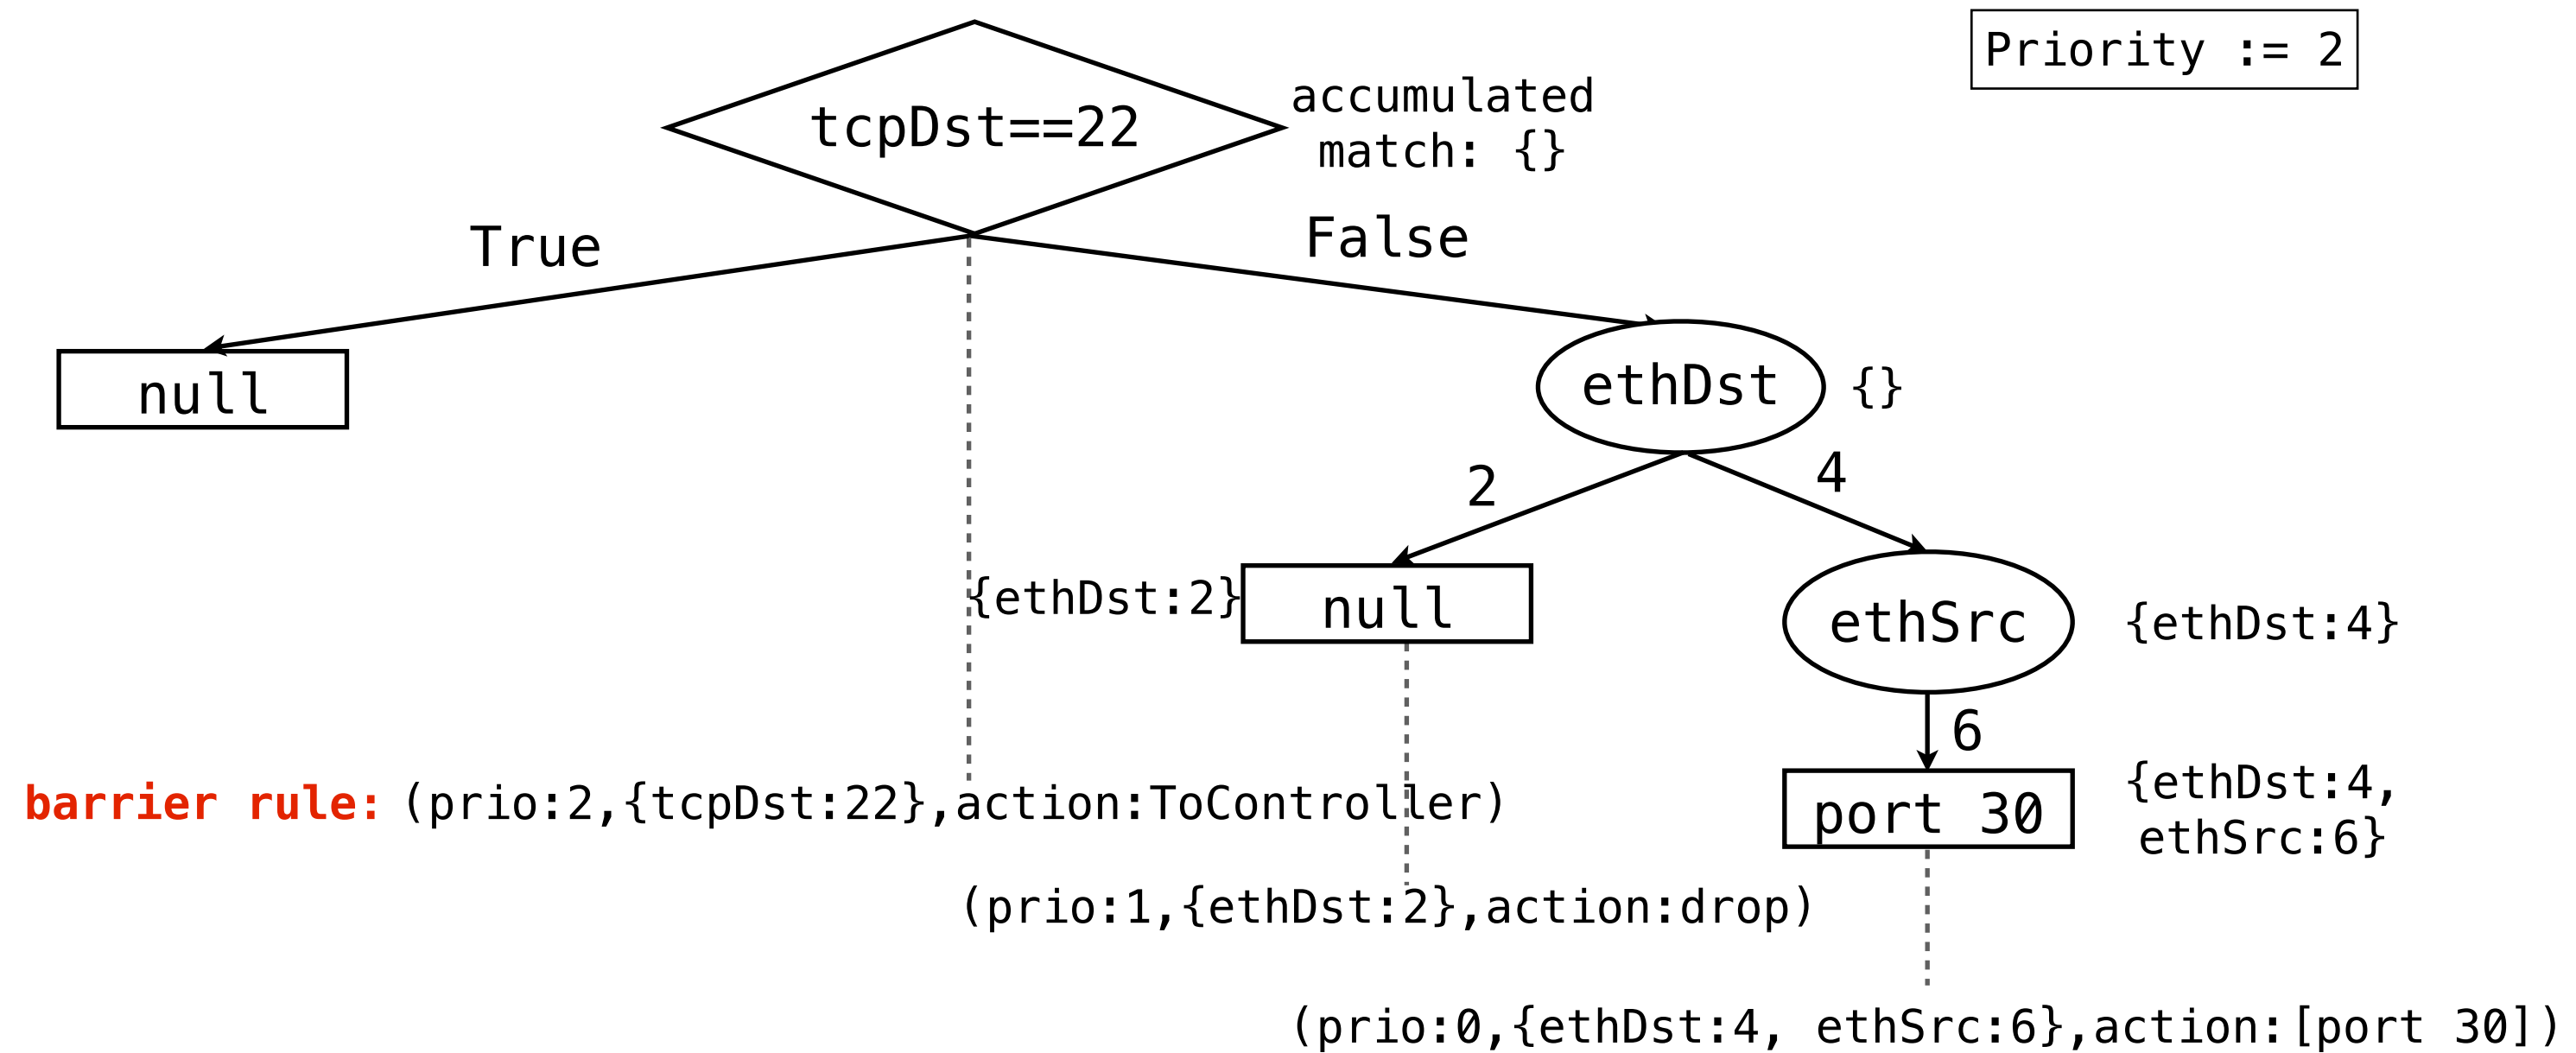 Priority := 2
tcpDst==22
accumulated
match: {}
True
False
null
ethDst
{}
2
4
{ethDst:2}
null
ethSrc
{ethDst:4}
6
barrier rule: (prio:2,{tcpDst:22},action:ToController)
port 30
{ethDst:4,
ethSrc:6}
(prio:1,{ethDst:2},action:drop)
(prio:0,{ethDst:4, ethSrc:6},action:[port 30])